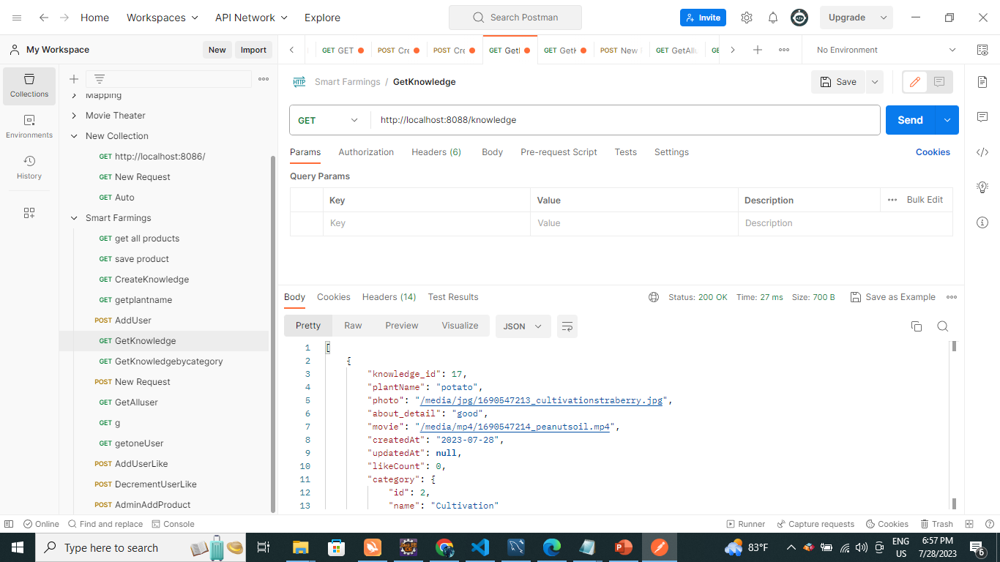 Home Workspaces API Network Explore Search Postman Invite Upgrade
My Workspace New Import GET GET POST Cre POST Cre GET Getl GET Getk POST New GET GetAllu GE No Environment
Collections
Environments
History
Mapping
Movie Theater
New Collection
GET http://localhost:8086/
GET New Request
GET Auto
Smart Farmings
GET get all products
GET save product
GET CreateKnowledge
GET getplantname
POST AddUser
GET GetKnowledge
GET GetKnowledgebycategory
POST New Request
GET GetAlluser
GET g
GET getoneUser
POST AddUserLike
POST DecrementUserLike
POST AdminAddProduct
HTTP Smart Farmings / GetKnowledge Save
GET http://localhost:8088/knowledge Send
Params Authorization Headers (6) Body Pre-request Script Tests Settings Cookies
Query Params
Key Value Description Bulk Edit
Key Value Description
Body Cookies Headers (14) Test Results Status: 200 OK Time: 27 ms Size: 700 B Save as Example
Pretty Raw Preview Visualize JSON
1 [
2 {
3 "knowledge_id": 17,
4 "plantName": "potato",
5 "photo": "/media/jpg/1690547213_cultivationstraberry.jpg",
6 "about_detail": "good",
7 "movie": "/media/mp4/1690547214_peanutsoil.mp4",
8 "createdAt": "2023-07-28",
9 "updatedAt": null,
10 "likeCount": 0,
11 "category": {
12 "id": 2,
13 "name": "Cultivation"
Online Find and replace Console Runner Capture requests Cookies Trash
Type here to search 83°F ENG US 6:57 PM 7/28/2023 6